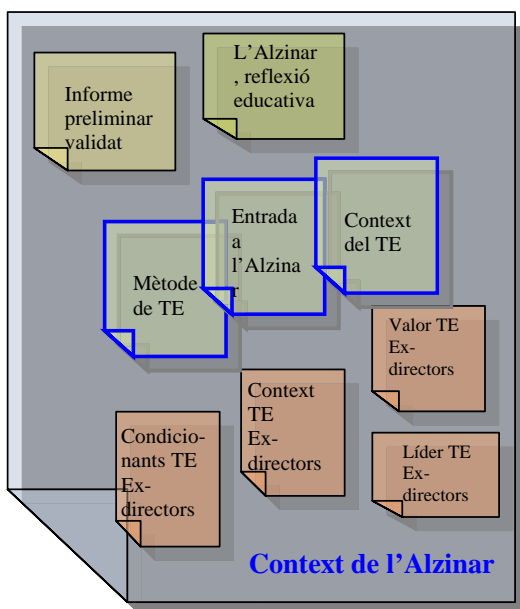 Informe
preliminar
validat
L’Alzinar
, reflexió
educativa
Mètode
de TE
Entrada
a
l’Alzina
r
Context
del TE
Valor TE
Ex-
directors
Context
TE
Ex-
directors
Condicio-
nants TE
Ex-
directors
Líder TE
Ex-
directors
Context de l’Alzinar